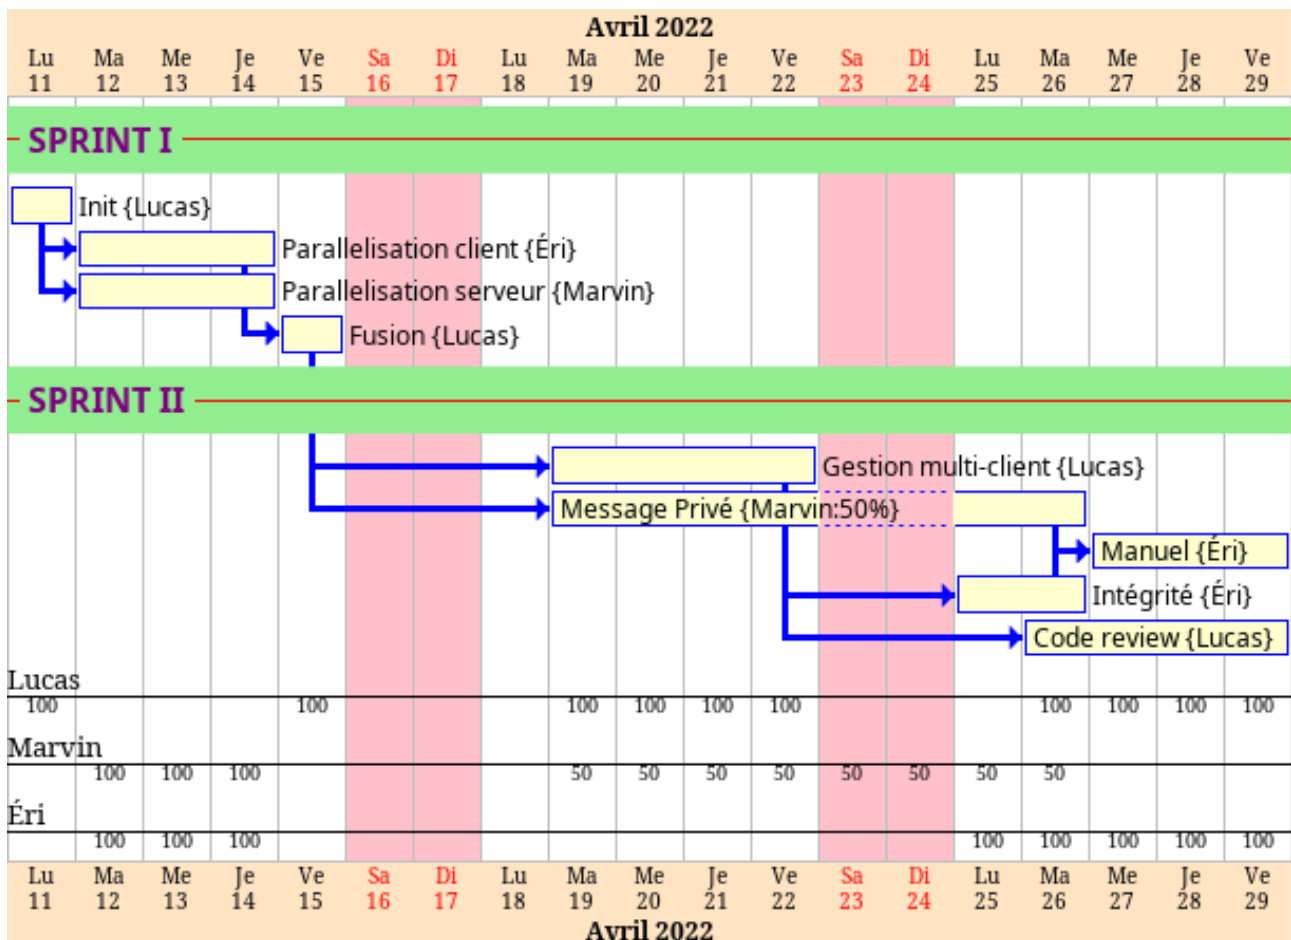 Avril 2022
Lu Ma Me Je Ve Sa Di Lu Ma Me Je Ve Sa Di Lu Ma Me Je Ve
11 12 13 14 15 16 17 18 19 20 21 22 23 24 25 26 27 28 29
SPRINT I
Init {Lucas}
Parallelisation client {Éri}
Parallelisation serveur {Marvin}
Fusion {Lucas}
SPRINT II
Gestion multi-client {Lucas}
Message Privé {Marvin:50%}
Manuel {Éri}
Intégrité {Éri}
Code review {Lucas}
Lucas
100 100 100 100 100 100 100 100 100 100
Marvin
100 100 100 50 50 50 50 50 50 50 50
Éri
100 100 100 100 100 100 100 100
Lu Ma Me Je Ve Sa Di Lu Ma Me Je Ve Sa Di Lu Ma Me Je Ve
11 12 13 14 15 16 17 18 19 20 21 22 23 24 25 26 27 28 29
Avril 2022